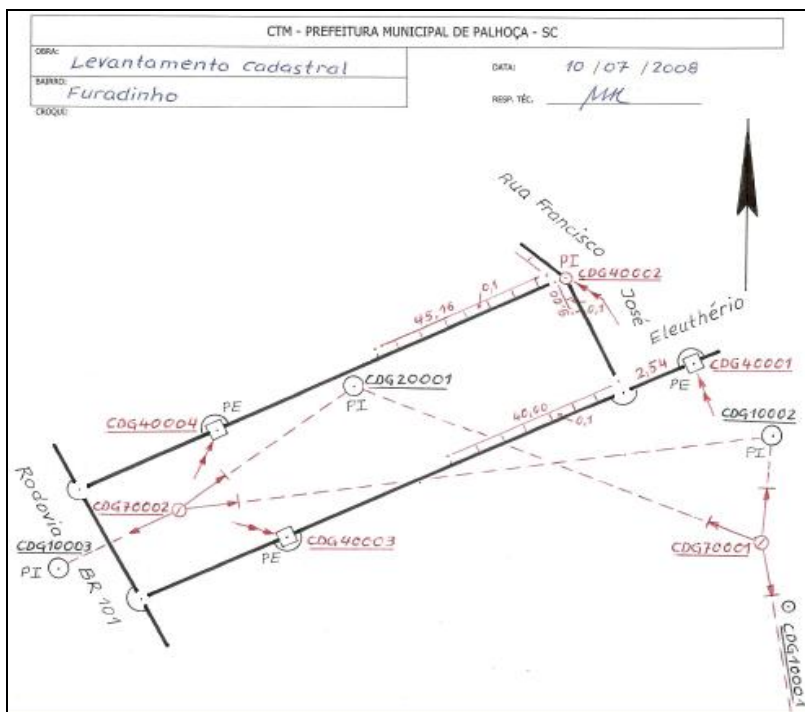 CTM - PREFEITURA MUNICIPAL DE PALHOÇA - SC
OBRA: Levantamento Cadastral
DATA: 10 / 07 / 2008
BAIRRO: Furadinho
RESP. TÉC.
CROQUI:
Rua Francisco José Eleuthério
PI
CDG40002
0,1
45,16
0,1
2,54
CDG40001
PE
CDG20001
PI
CDG10002
PI
PE
CDG40004
40,60
0,1
Rodovia BR 101
CDG70002
CDG10003
PI
PE
CDG40003
CDG70001
CDG10001